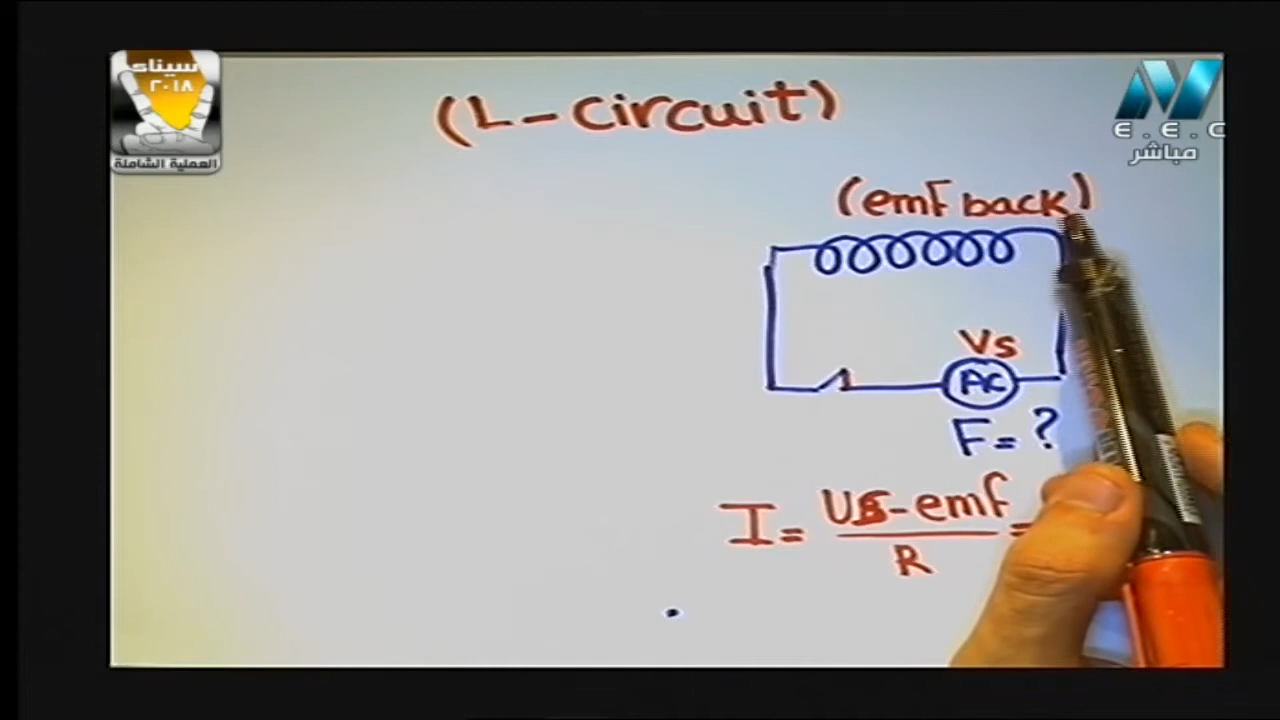 سيناء
٢٠١٨
العملية الشاملة
E.E.C
مباشر
(L-Circuit)
(emf back)
Vs
AC
F= ?
I= Vs-emf / R =